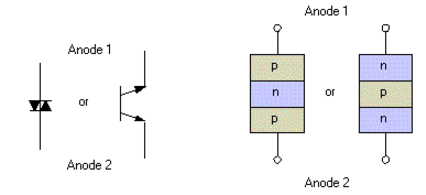 Anode 1
or
Anode 2
Anode 1
p n
n or p
p n
Anode 2